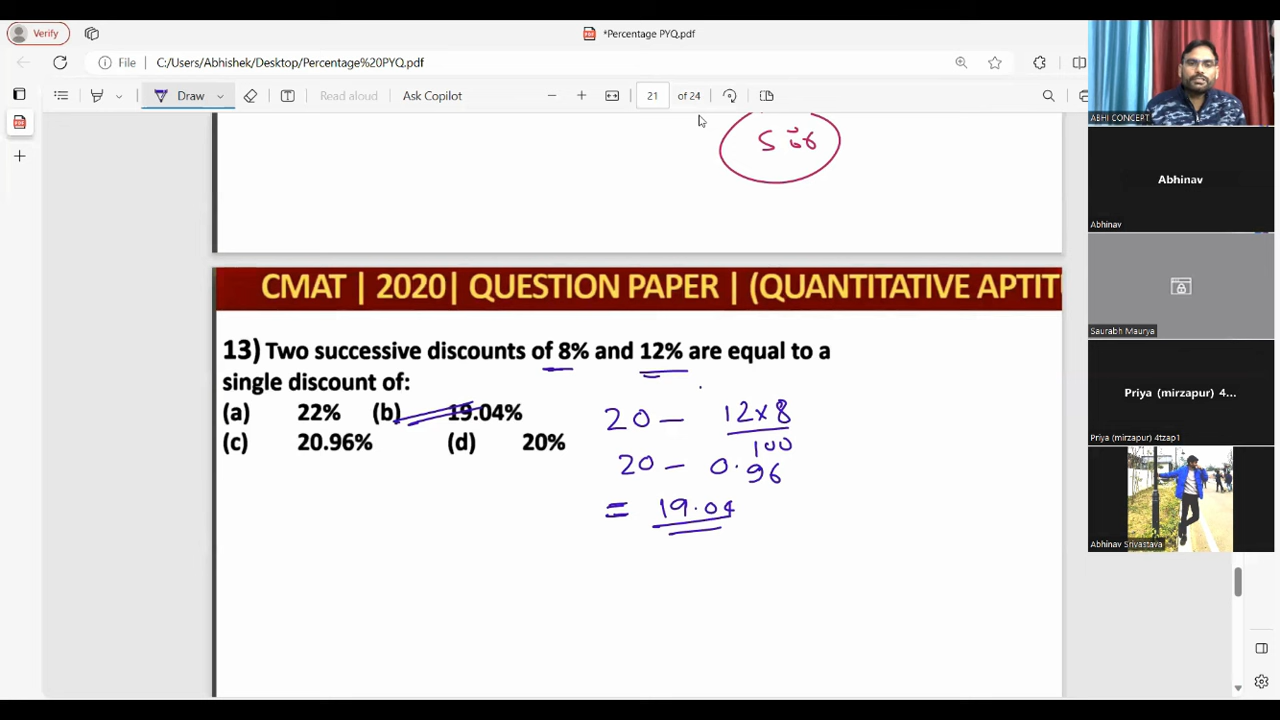 Verify
*Percentage PYQ.pdf
File
C:/Users/Abhishek/Desktop/Percentage%20PYQ.pdf
Draw
Read aloud
Ask Copilot
21
of 24
ABHI CONCEPT
Abhinav
Abhinav
Saurabh Maurya
Priya (mirzapur) 4...
Priya (mirzapur) 4tzap1
Abhinav Srivastava
CMAT | 2020| QUESTION PAPER | (QUANTITATIVE APTIT
13) Two successive discounts of 8% and 12% are equal to a
single discount of:
(a) 22% (b) 19.04%
(c) 20.96% (d) 20%
20 - 12×8
100
20 - 0.96
= 19.04